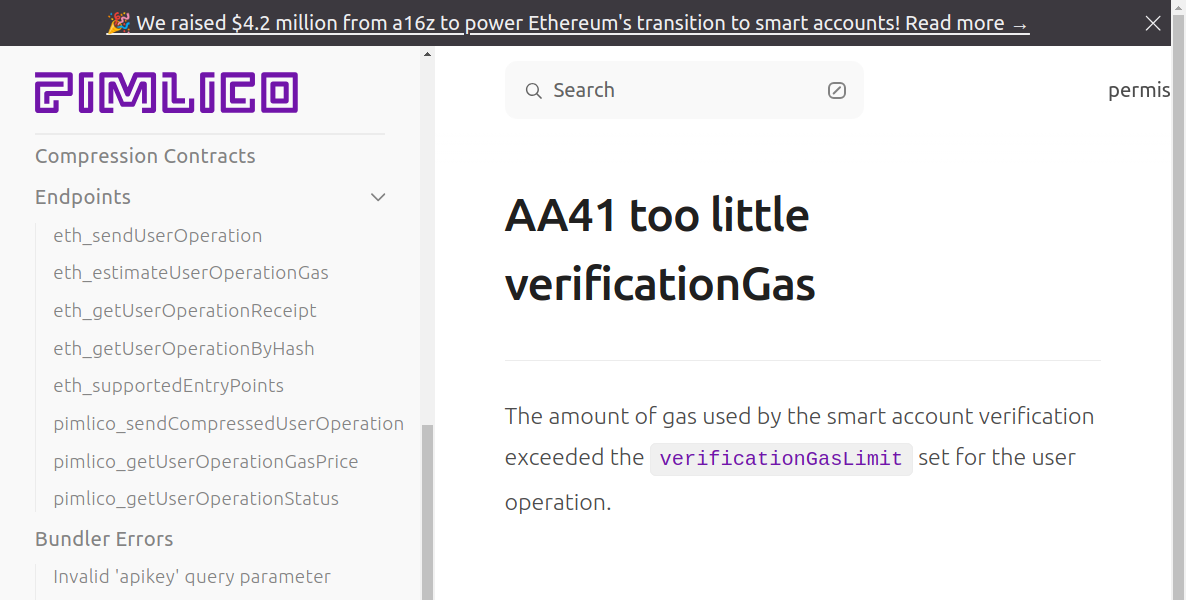 🎉 We raised $4.2 million from a16z to power Ethereum's transition to smart accounts! Read more →
PIMLICO
Search
permis
Compression Contracts
Endpoints
eth_sendUserOperation
eth_estimateUserOperationGas
eth_getUserOperationReceipt
eth_getUserOperationByHash
eth_supportedEntryPoints
pimlico_sendCompressedUserOperation
pimlico_getUserOperationGasPrice
pimlico_getUserOperationStatus
Bundler Errors
Invalid 'apikey' query parameter
AA41 too little
verificationGas
The amount of gas used by the smart account verification
exceeded the verificationGasLimit set for the user
operation.